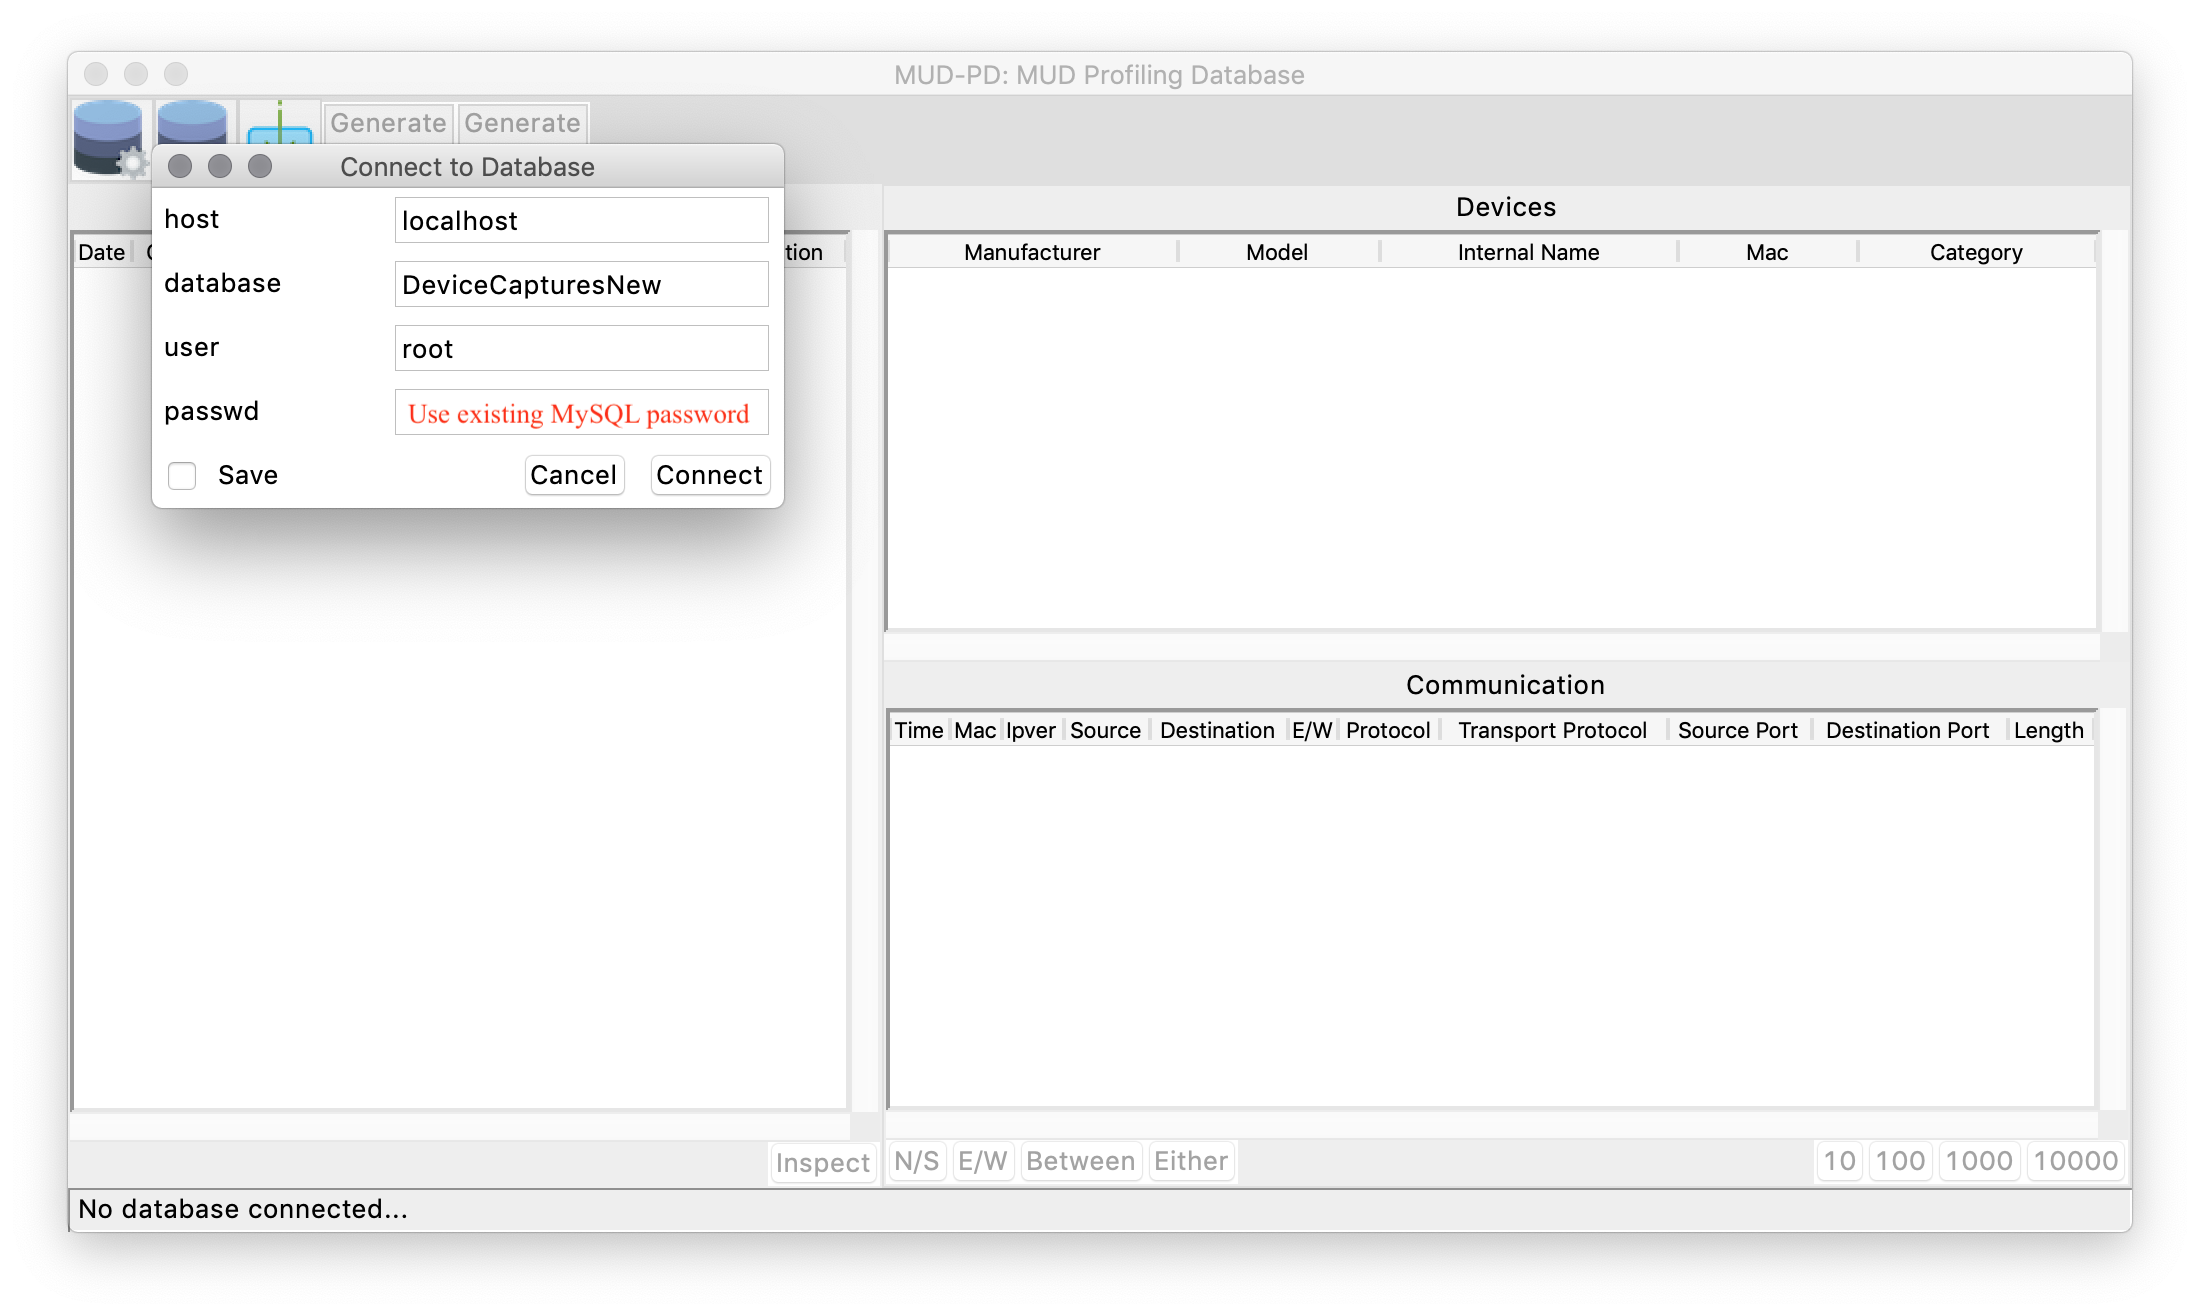 MUD-PD: MUD Profiling Database
Generate Generate
Connect to Database
host localhost
database DeviceCapturesNew
user root
passwd Use existing MySQL password
Save Cancel Connect
Date tion
Devices
Manufacturer Model Internal Name Mac Category
Communication
Time Mac Ipver Source Destination E/W Protocol Transport Protocol Source Port Destination Port Length
Inspect N/S E/W Between Either 10 100 1000 10000
No database connected...